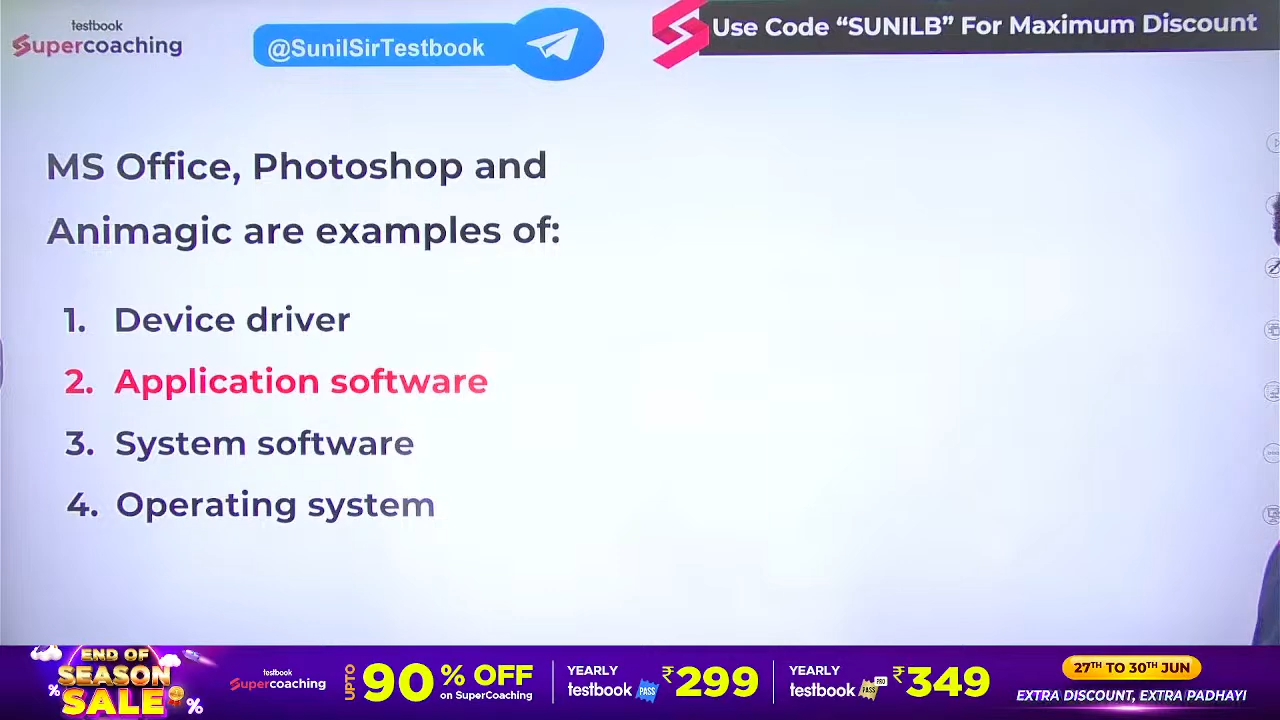 testbook
Supercoaching
@SunilSirTestbook
Use Code “SUNILB” For Maximum Discount
MS Office, Photoshop and
Animagic are examples of:
1. Device driver
2. Application software
3. System software
4. Operating system
END OF
SEASON
SALE
%
%
testbook
Supercoaching
UPTO
90% OFF
on SuperCoaching
YEARLY
testbook PASS
₹299
YEARLY
testbook PASS PRO
₹349
27TH TO 30TH JUN
EXTRA DISCOUNT, EXTRA PADHAYI